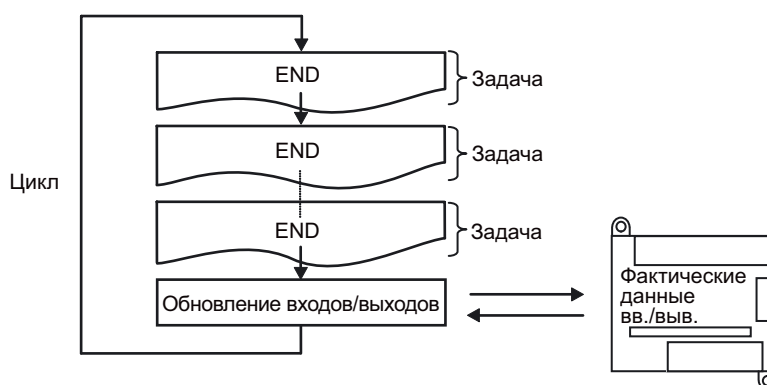 END
Задача
END
Задача
Цикл
END
Задача
Обновление входов/выходов
Фактические
данные
вв./выв.